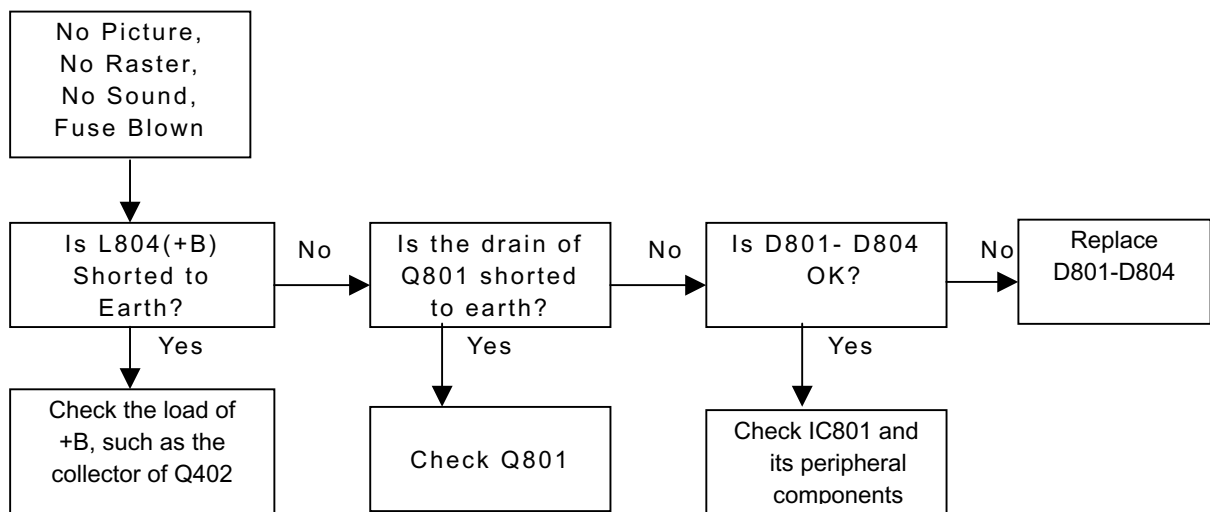 No Picture,
No Raster,
No Sound,
Fuse Blown
Is L804(+B)
Shorted to
Earth?
No
Is the drain of
Q801 shorted
to earth?
No
Is D801- D804
OK?
No
Replace
D801-D804
Yes
Yes
Yes
Check the load of
+B, such as the
collector of Q402
Check Q801
Check IC801 and
its peripheral
components